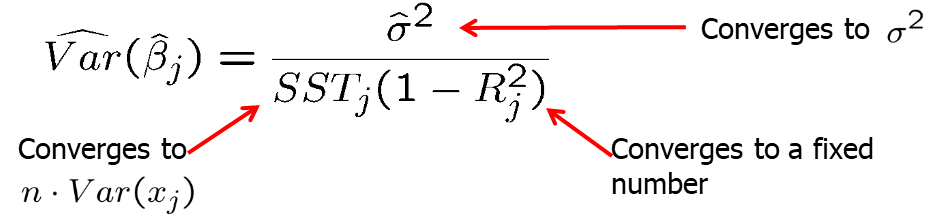 $\widehat{Var}(\hat{\beta}_j) = \frac{\hat{\sigma}^2}{SST_j(1 - R_j^2)}$
Converges to $\sigma^2$
Converges to
$n \cdot Var(x_j)$
Converges to a fixed
number